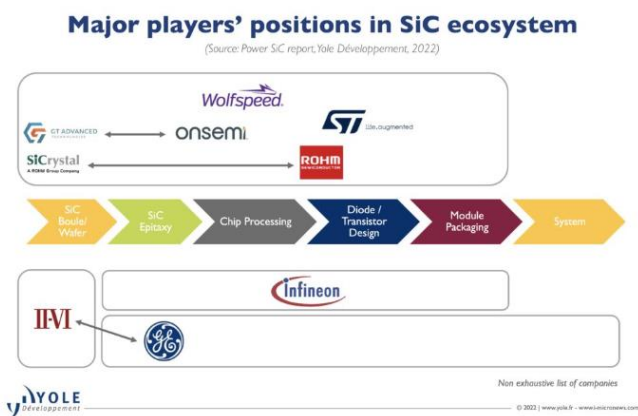 Major players' positions in SiC ecosystem
(Source: Power SiC report, Yole Développement, 2022)
Wolfspeed.
GT ADVANCED
TECHNOLOGIES
onsemi
life.augmented
SiCrystal
A ROHM Group Company
ROHM
SEMICONDUCTOR
SiC
Boule/
Wafer
SiC
Epitaxy
Chip Processing
Diode /
Transistor
Design
Module
Packaging
System
infineon
II-VI
GE
Non exhaustive list of companies
YOLE
Développement
© 2022 | www.yole.fr - www.i-micronews.com